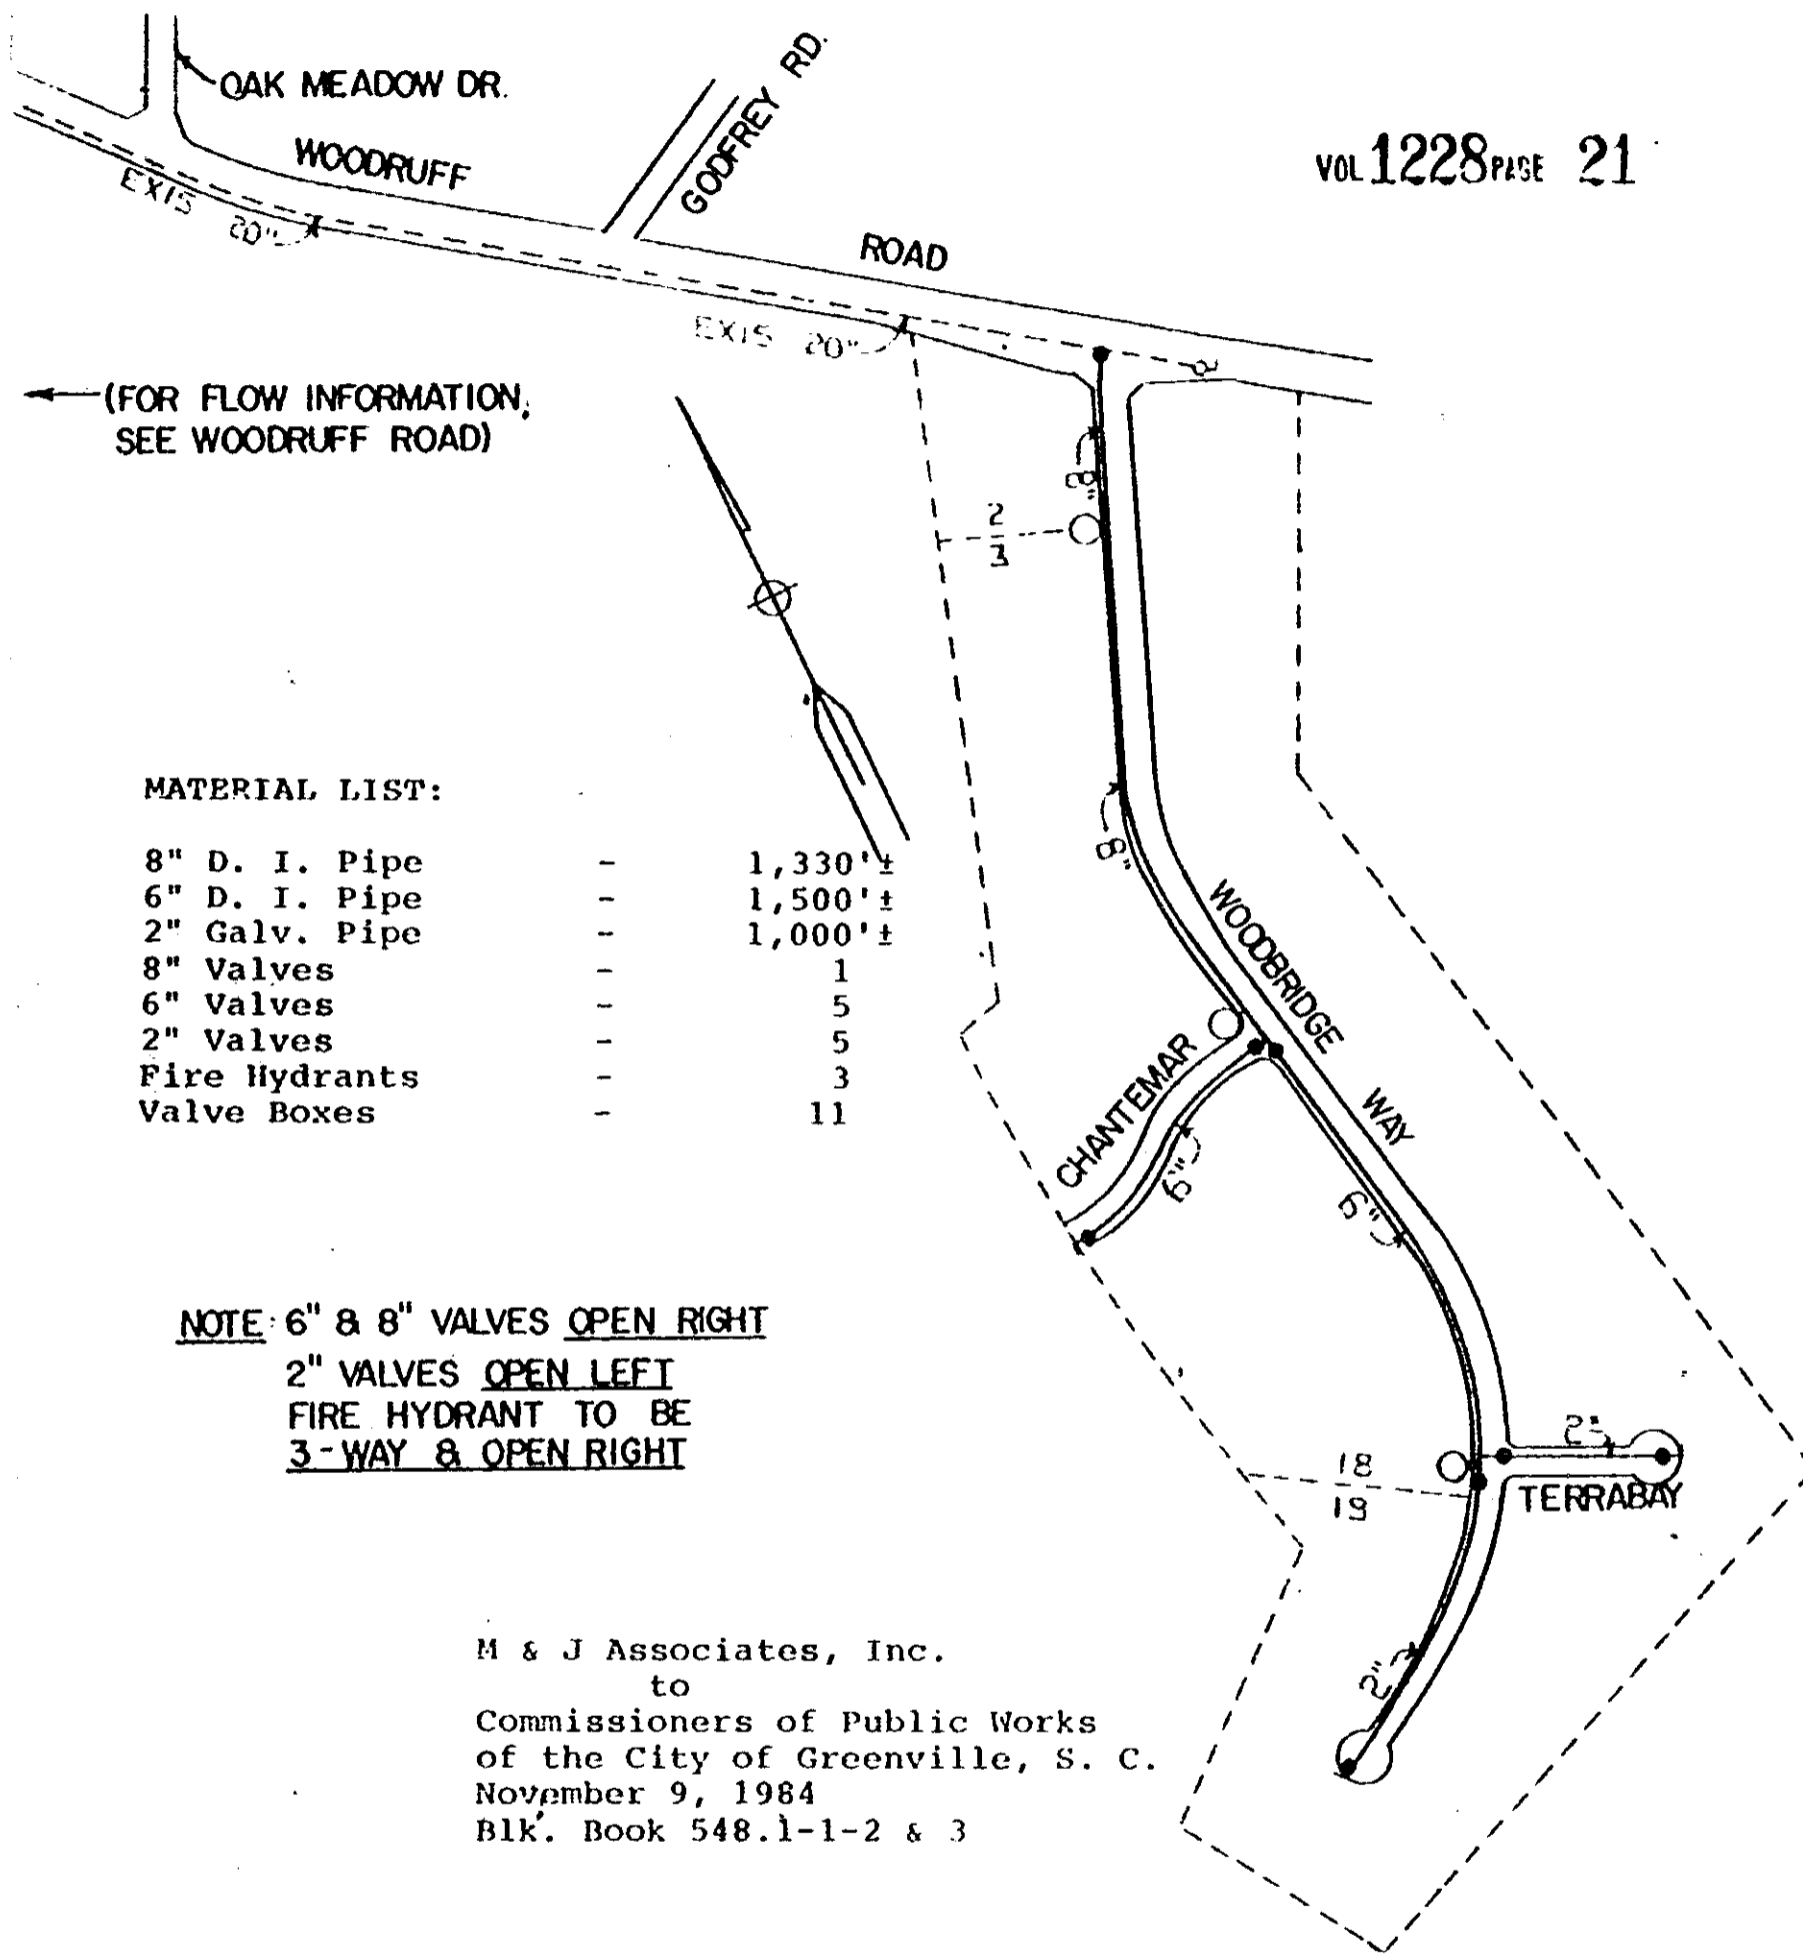 OAK MEADOW DR.
GODFREY RD.
WOODRUFF
VOL 1228 PAGE 21
EXIS 20"
ROAD
EXIS 20"
(FOR FLOW INFORMATION,
SEE WOODRUFF ROAD)
8"
2
3
MATERIAL LIST:
8" D. I. Pipe - 1,330'±
6" D. I. Pipe - 1,500'±
2" Galv. Pipe - 1,000'±
8" Valves - 1
6" Valves - 5
2" Valves - 5
Fire Hydrants - 3
Valve Boxes - 11
8"
WOODBRIDGE
WAY
CHANTEMAR
6"
6"
NOTE: 6" & 8" VALVES OPEN RIGHT
2" VALVES OPEN LEFT
FIRE HYDRANT TO BE
3-WAY & OPEN RIGHT
2"
18
19
TERRABAY
2"
M & J Associates, Inc.
to
Commissioners of Public Works
of the City of Greenville, S. C.
November 9, 1984
Blk. Book 548.1-1-2 & 3